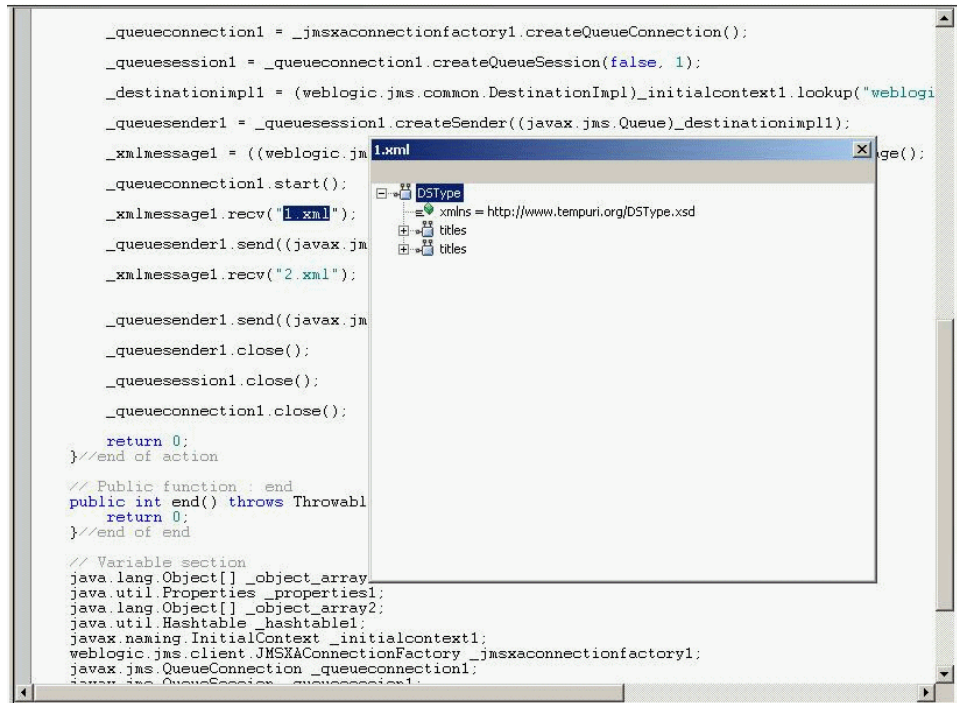 _queueconnection1 = _jmsxaconnectionfactory1.createQueueConnection();
_queuesession1 = _queueconnection1.createQueueSession(false, 1);
_destinationimpl1 = (weblogic.jms.common.DestinationImpl)_initialcontext1.lookup("weblogi
_queuesender1 = _queuesession1.createSender((javax.jms.Queue)_destinationimpl1);
_xmlmessage1 = ((weblogic.jm
ge();
_queueconnection1.start();
_xmlmessage1.recv("1.xml");
_queuesender1.send((javax.jm
_xmlmessage1.recv("2.xml");
_queuesender1.send((javax.jm
_queuesender1.close();
_queuesession1.close();
_queueconnection1.close();
return 0;
}//end of action
// Public function : end
public int end() throws Throwabl
return 0;
}//end of end
// Variable section
java.lang.Object[] _object_array
java.util.Properties _properties1;
java.lang.Object[] _object_array2;
java.util.Hashtable _hashtable1;
javax.naming.InitialContext _initialcontext1;
weblogic.jms.client.JMSXAConnectionFactory _jmsxaconnectionfactory1;
javax.jms.QueueConnection _queueconnection1;
javax.jms.QueueSession _queuesession1;
1.xml
DSType
xmlns = http://www.tempuri.org/DSType.xsd
titles
titles